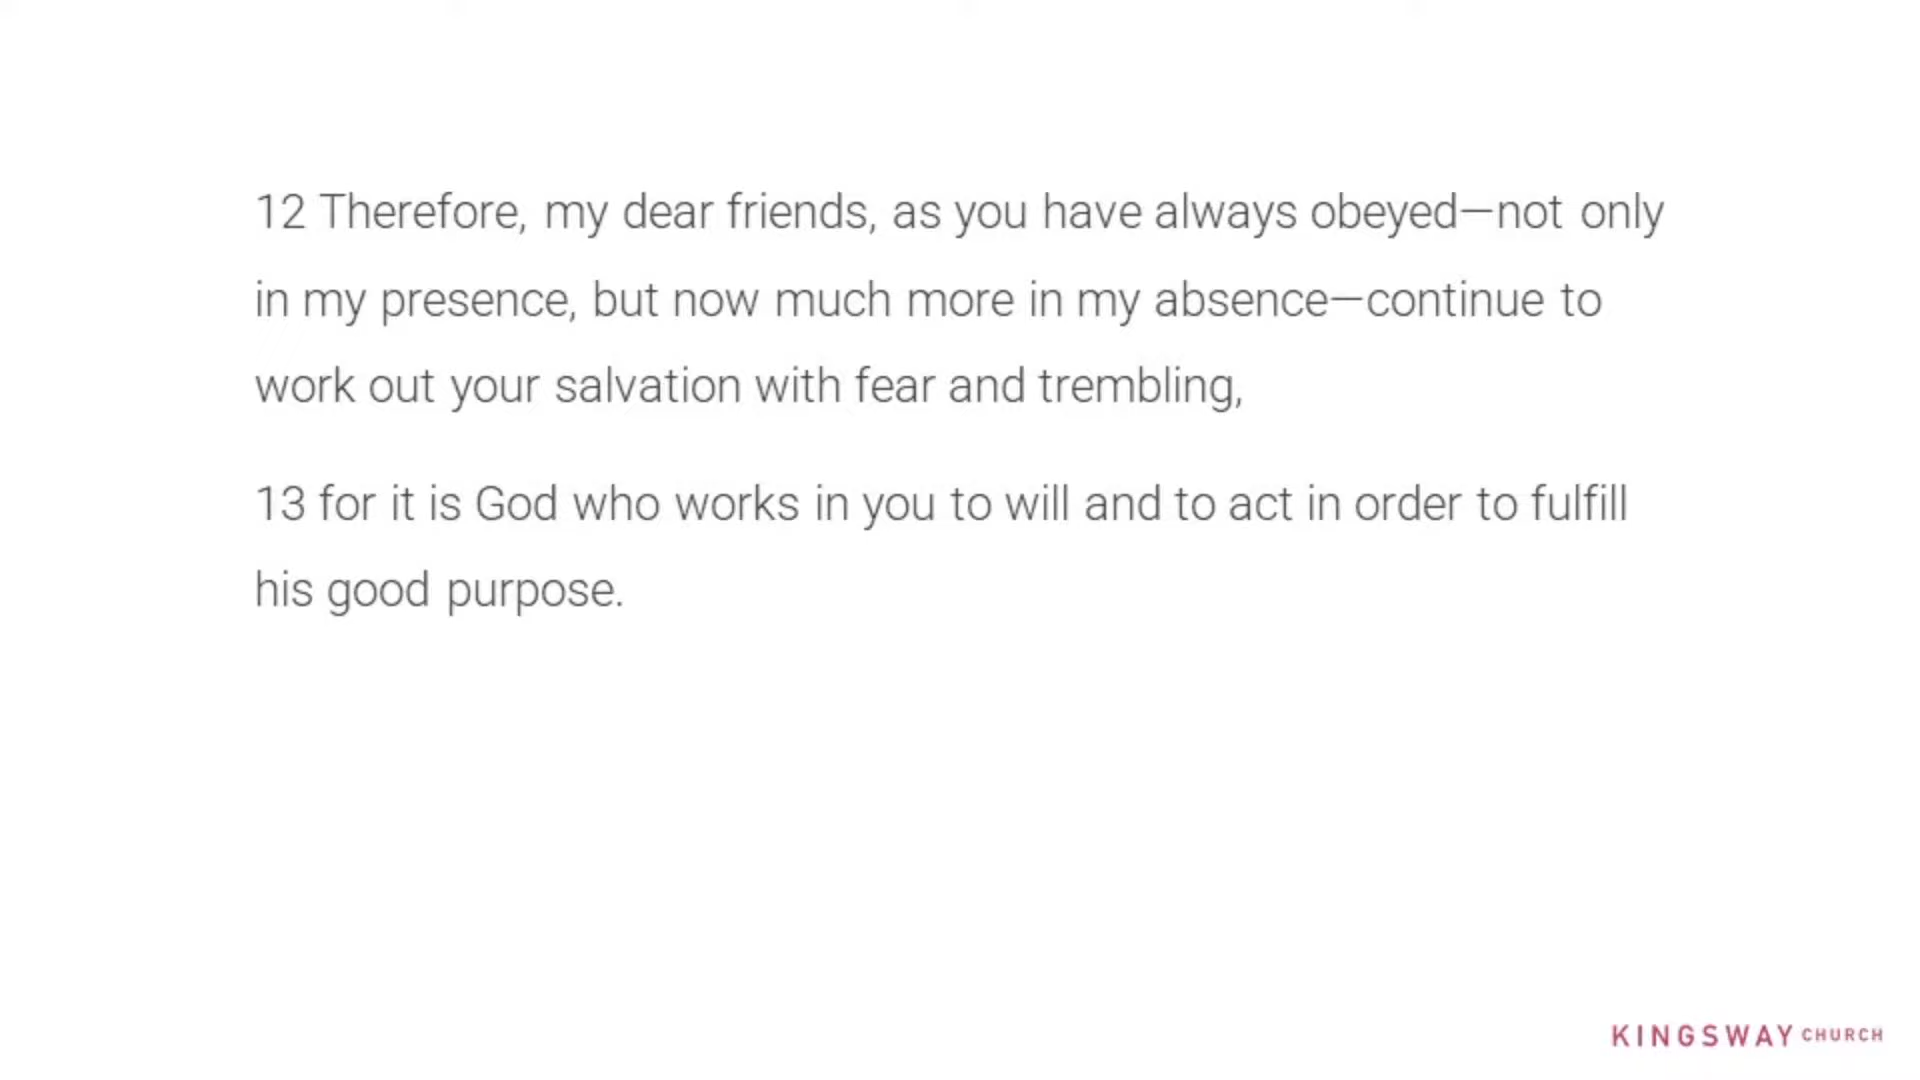 12 Therefore, my dear friends, as you have always obeyed—not only
in my presence, but now much more in my absence—continue to
work out your salvation with fear and trembling,
13 for it is God who works in you to will and to act in order to fulfill
his good purpose.
KINGSWAY CHURCH